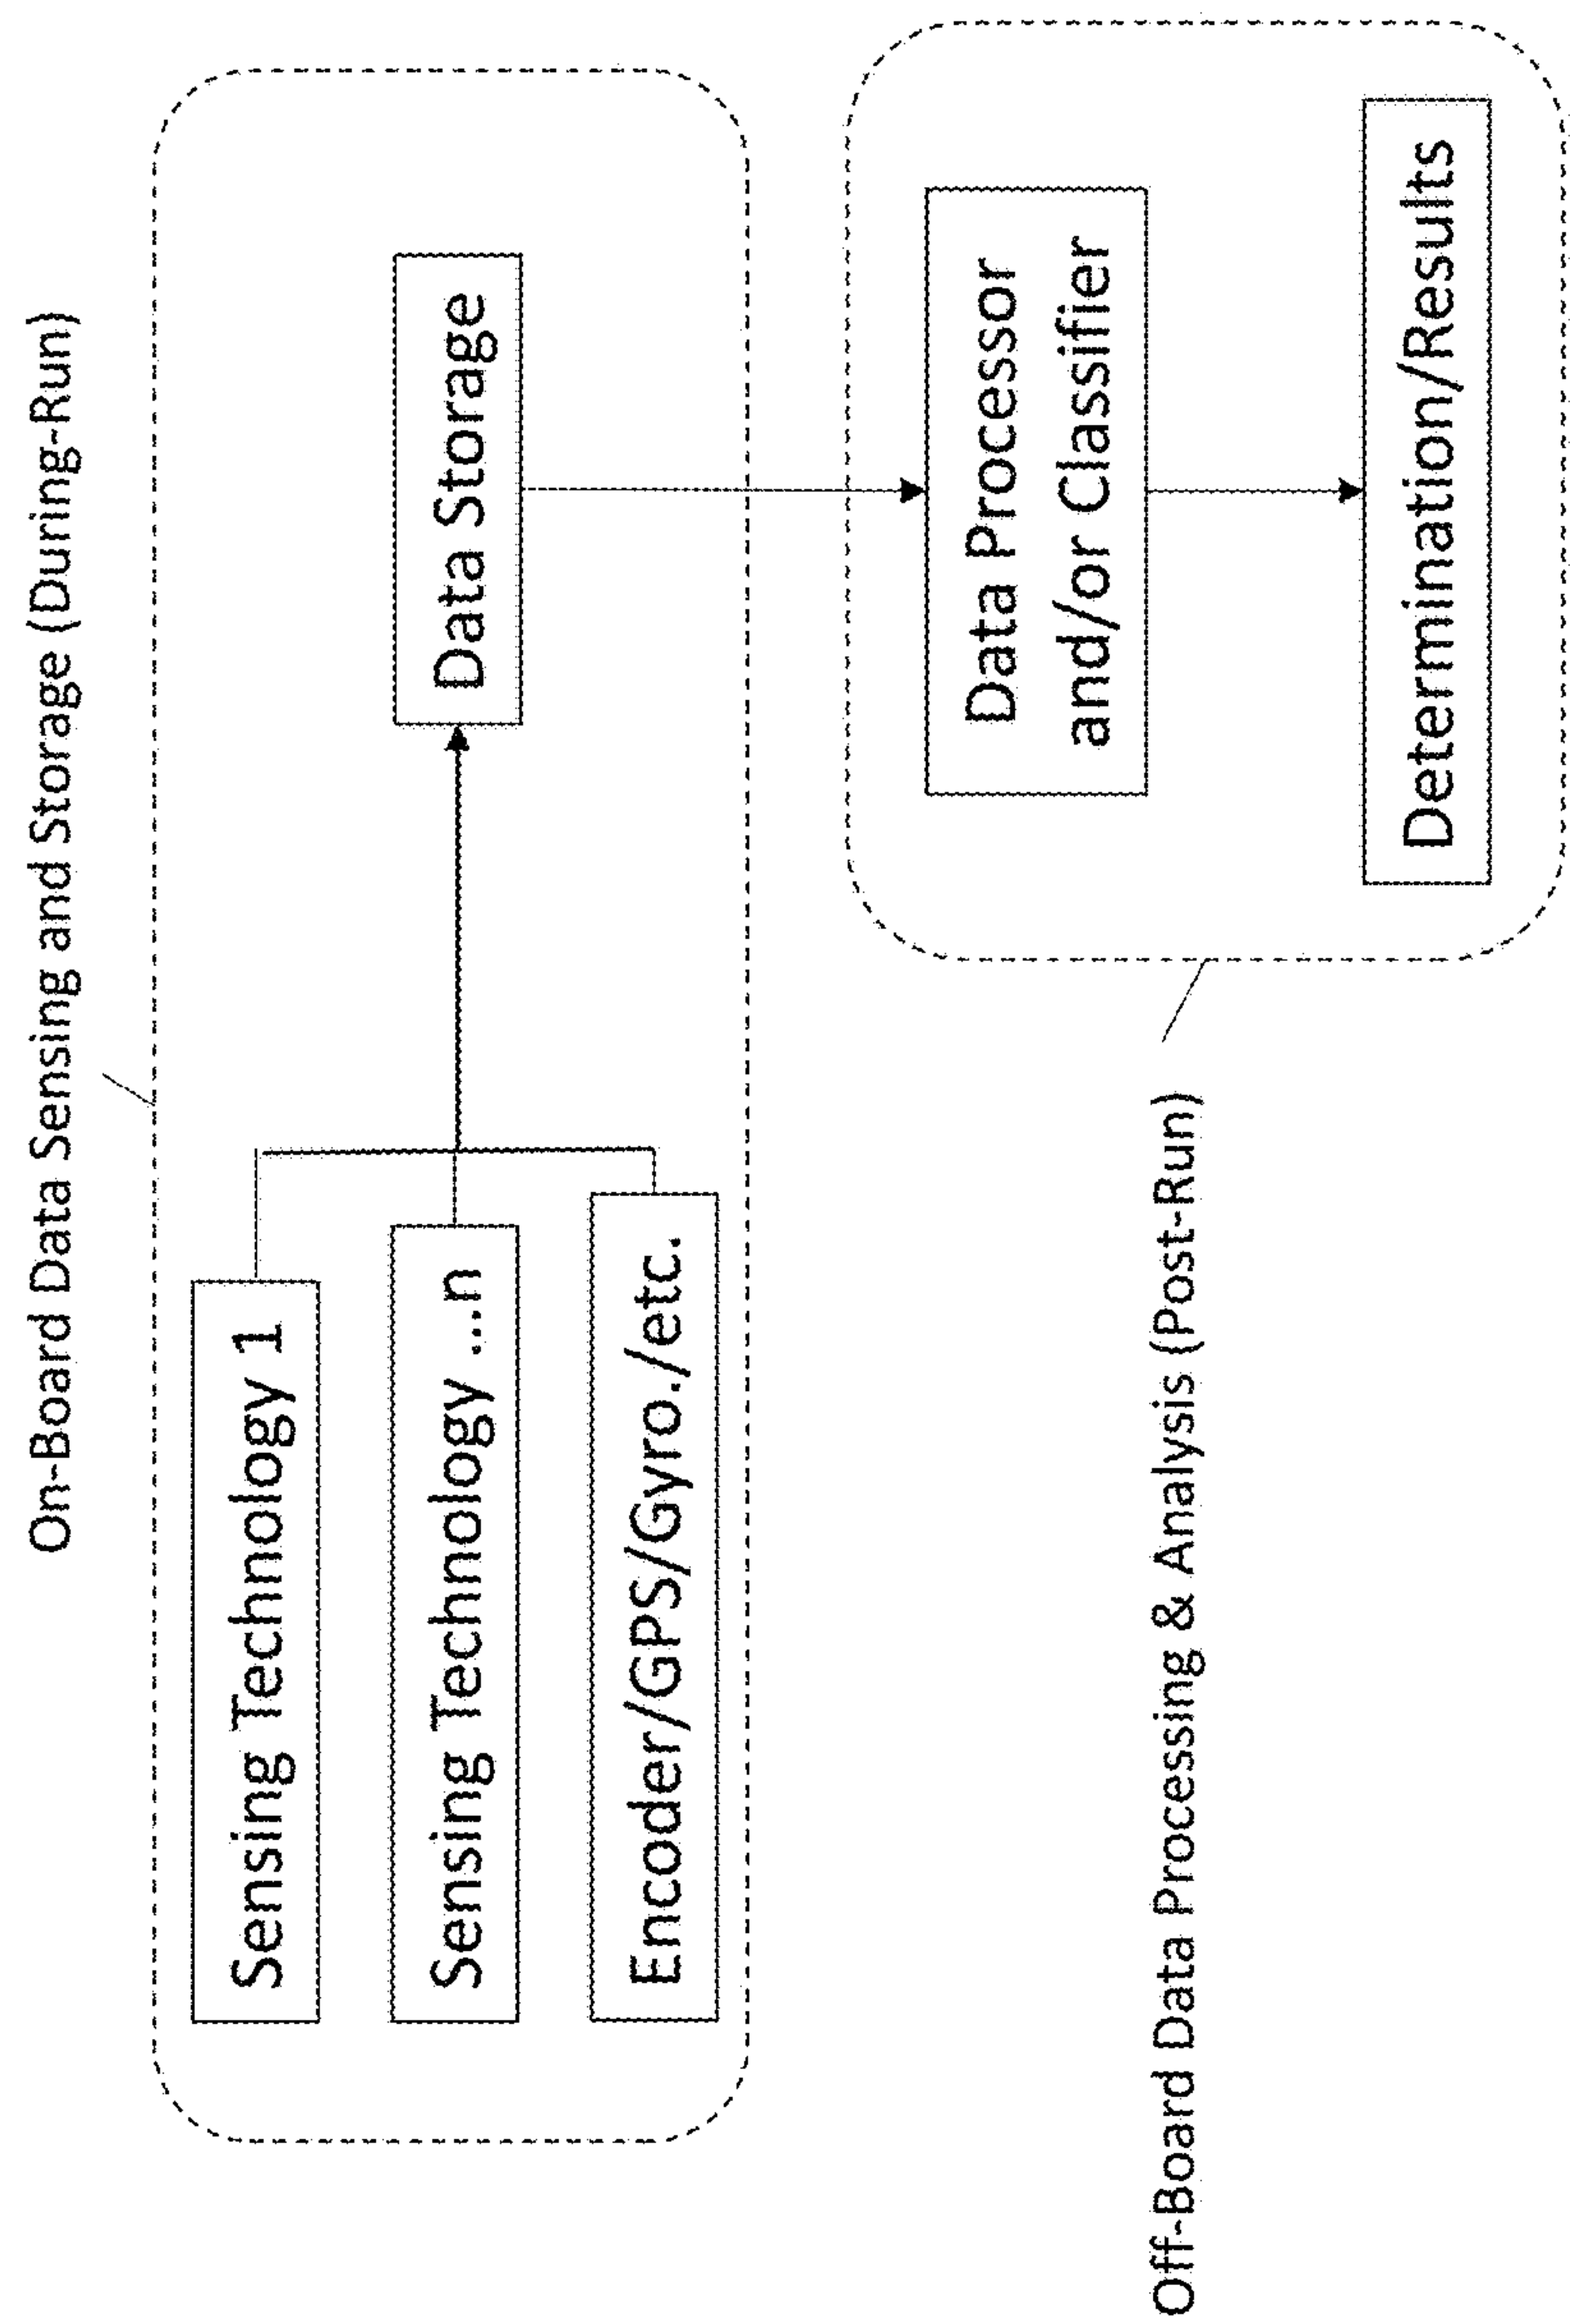 On-Board Data Sensing and Storage (During-Run)
Sensing Technology 1
Sensing Technology ...n
Encoder/GPS/Gyro./etc.
Data Storage
Data Processor
and/or Classifier
Determination/Results
Off-Board Data Processing & Analysis (Post-Run)